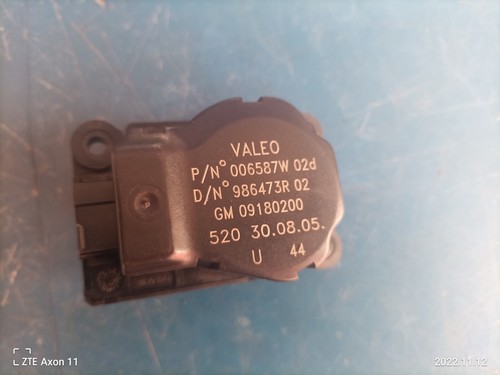 VALEO
P/N° 006587W 02d
D/N° 986473R 02
GM 09180200
520 30.08.05.
U 44
ZTE Axon 11
2022.11.12